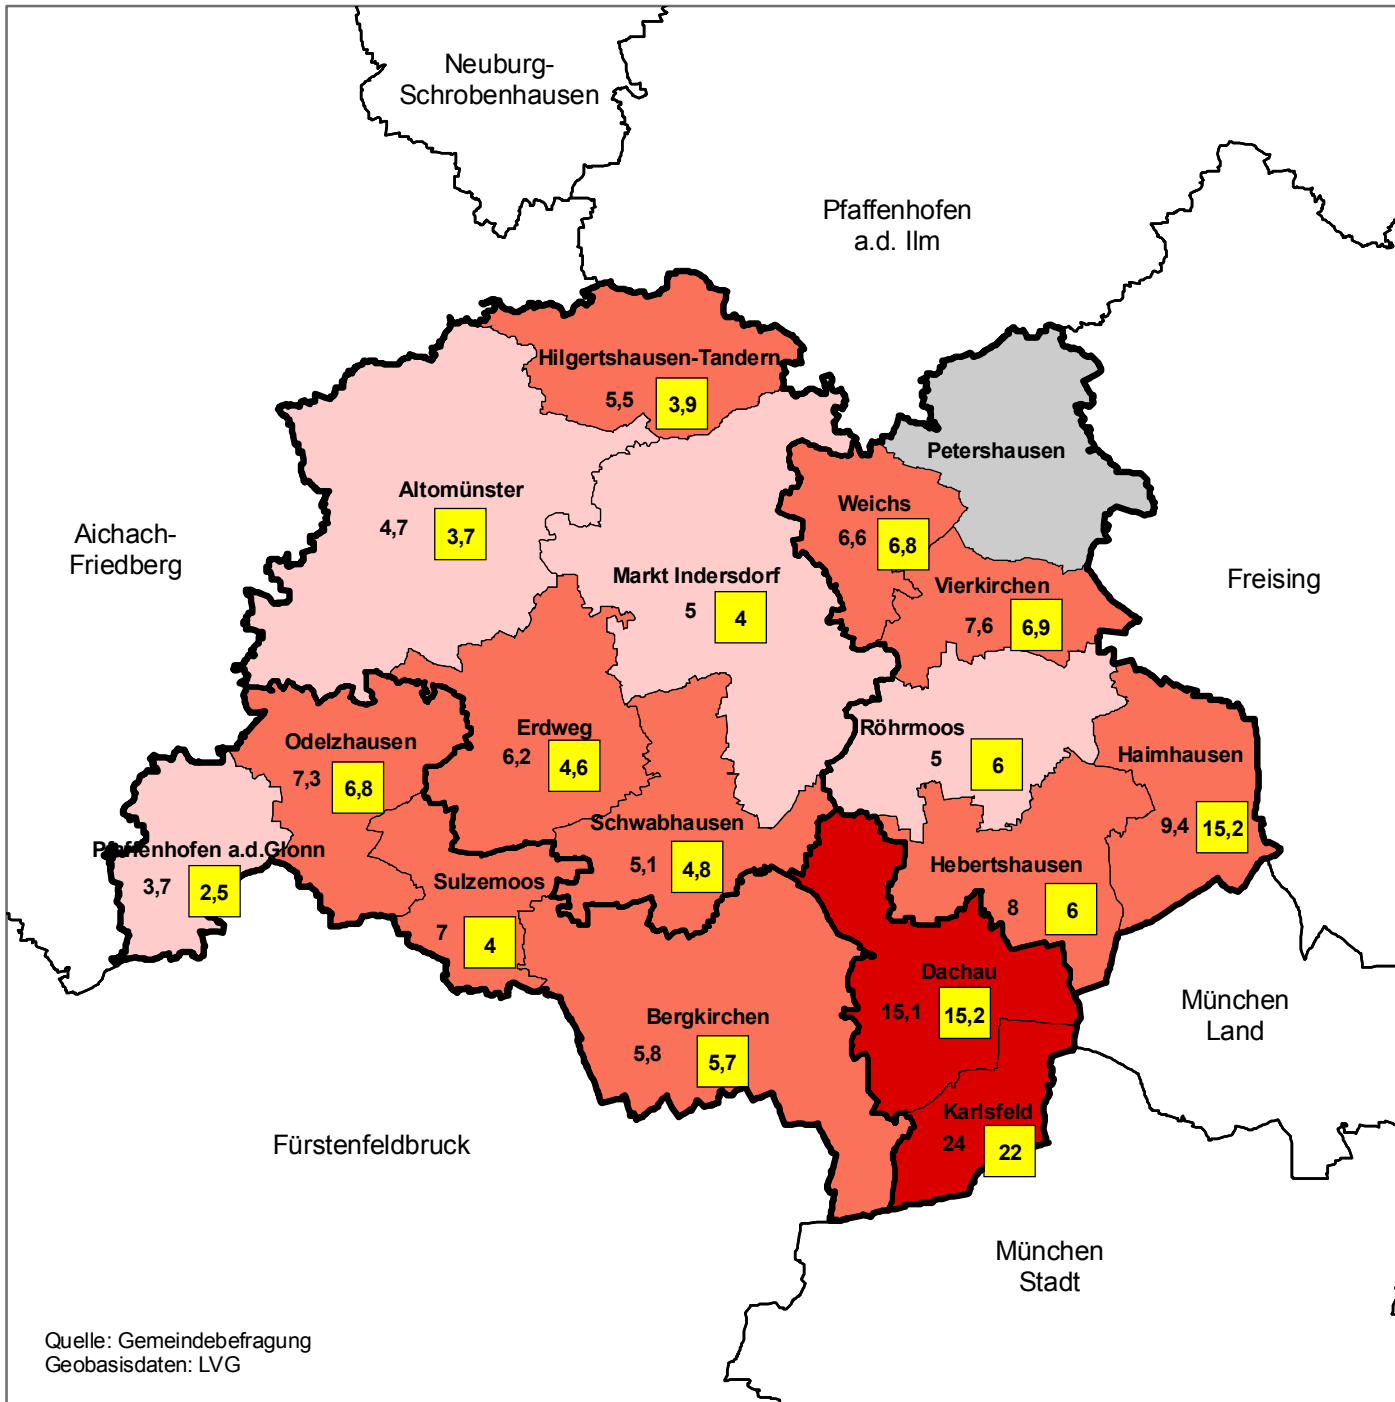 Neuburg-
Schrobenhausen
Pfaffenhofen
a.d. Ilm
Hilgertshausen-Tandern
5,5
3,9
Petershausen
Altomünster
4,7
3,7
Weichs
6,6
6,8
Aichach-
Friedberg
Markt Indersdorf
5
4
Vierkirchen
7,6
6,9
Freising
Odelzhausen
7,3
6,8
Erdweg
6,2
4,6
Röhrmoos
5
6
Haimhausen
9,4
15,2
Schwabhausen
5,1
4,8
Pfaffenhofen a.d.Glonn
3,7
2,5
Sulzemoos
7
4
Hebertshausen
8
6
Dachau
15,1
15,2
Bergkirchen
5,8
5,7
München
Land
Karlsfeld
24
22
Fürstenfeldbruck
München
Stadt
Quelle: Gemeindebefragung
Geobasisdaten: LVG